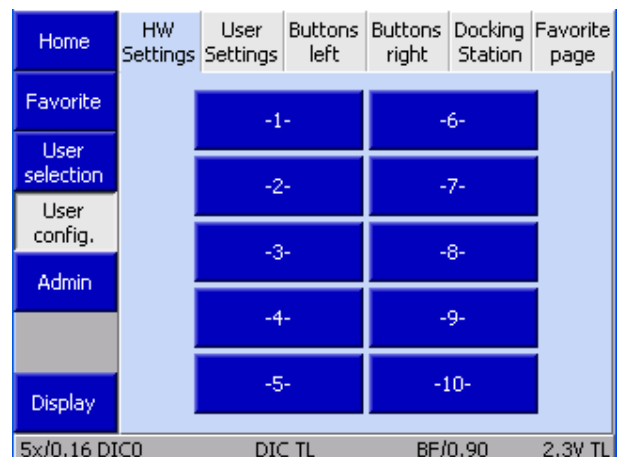 Home
HW
Settings
User
Settings
Buttons
left
Buttons
right
Docking
Station
Favorite
page
Favorite
User
selection
User
config.
Admin
Display
-1-
-6-
-2-
-7-
-3-
-8-
-4-
-9-
-5-
-10-
5x/0.16 DIC0
DIC TL
BF/0.90
2.3V TL